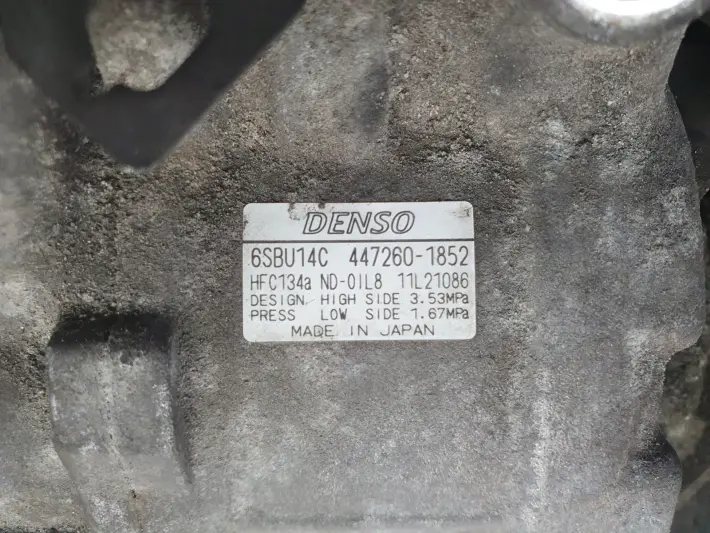 DENSO
6SBU14C 447260-1852
HFC134a ND-OIL8 11L21086
DESIGN HIGH SIDE 3.53MPa
PRESS LOW SIDE 1.67MPa
MADE IN JAPAN